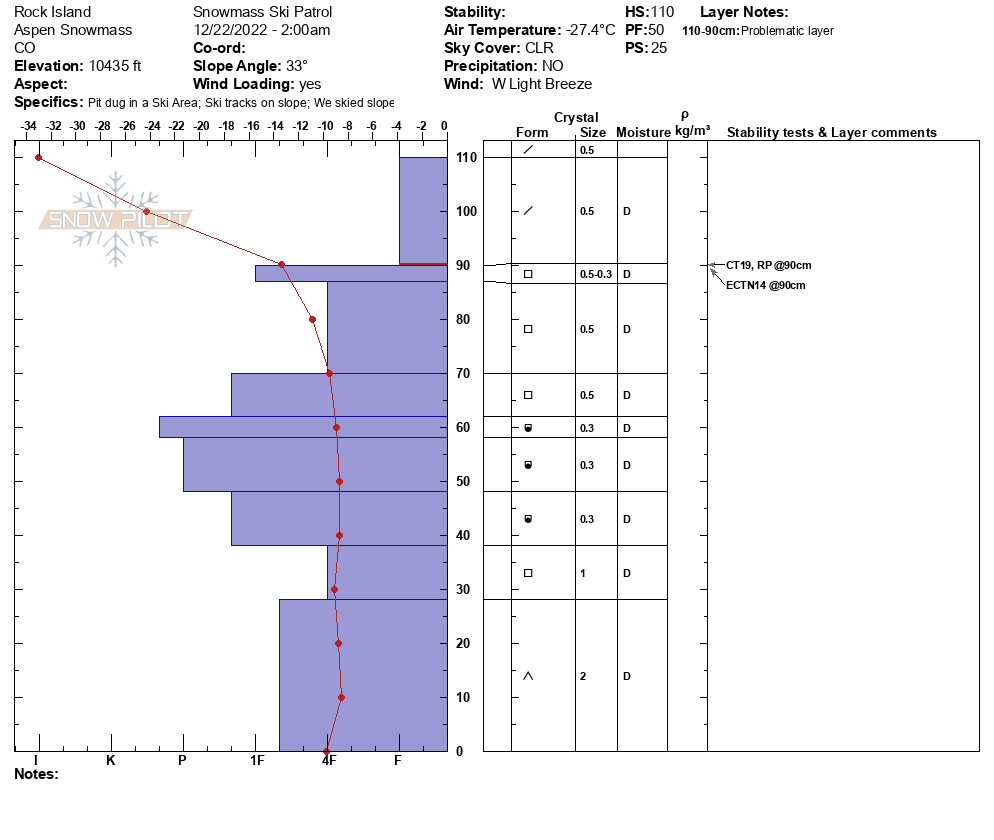 Rock Island
Aspen Snowmass
CO
Elevation: 10435 ft
Aspect:
Specifics: Pit dug in a Ski Area; Ski tracks on slope; We skied slope
Snowmass Ski Patrol
12/22/2022 - 2:00am
Co-ord:
Slope Angle: 33°
Wind Loading: yes
Stability:
Air Temperature: -27.4°C
Sky Cover: CLR
Precipitation: NO
Wind: W Light Breeze
HS:110
PF:50
PS: 25
Layer Notes:
110-90cm:Problematic layer
-34 -32 -30 -28 -26 -24 -22 -20 -18 -16 -14 -12 -10 -8 -6 -4 -2 0
SNOW PILOT
110
100
90
80
70
60
50
40
30
20
10
0
I K P 1F 4F F
Crystal
Form Size Moisture
ρ
kg/m³
Stability tests & Layer comments
0.5
0.5 D
0.5-0.3 D
0.5 D
0.5 D
0.3 D
0.3 D
0.3 D
1 D
2 D
CT19, RP @90cm
ECTN14 @90cm
Notes: